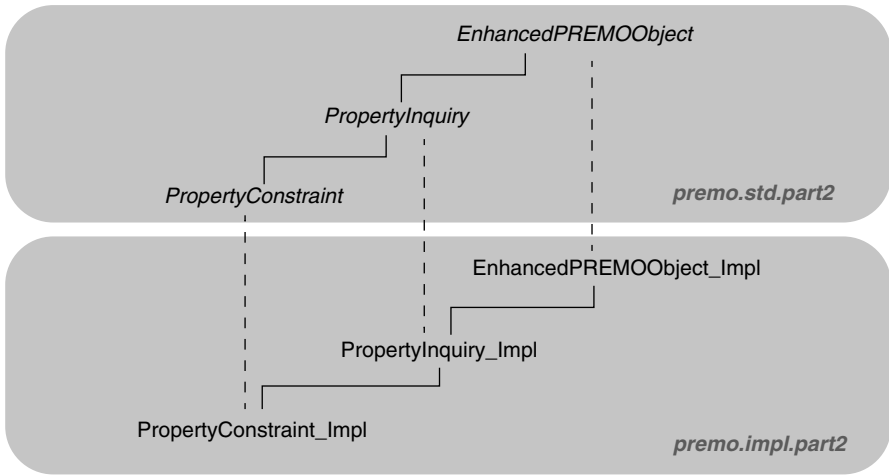 EnhancedPREMOObject
PropertyInquiry
PropertyConstraint
premo.std.part2
EnhancedPREMOObject_Impl
PropertyInquiry_Impl
PropertyConstraint_Impl
premo.impl.part2